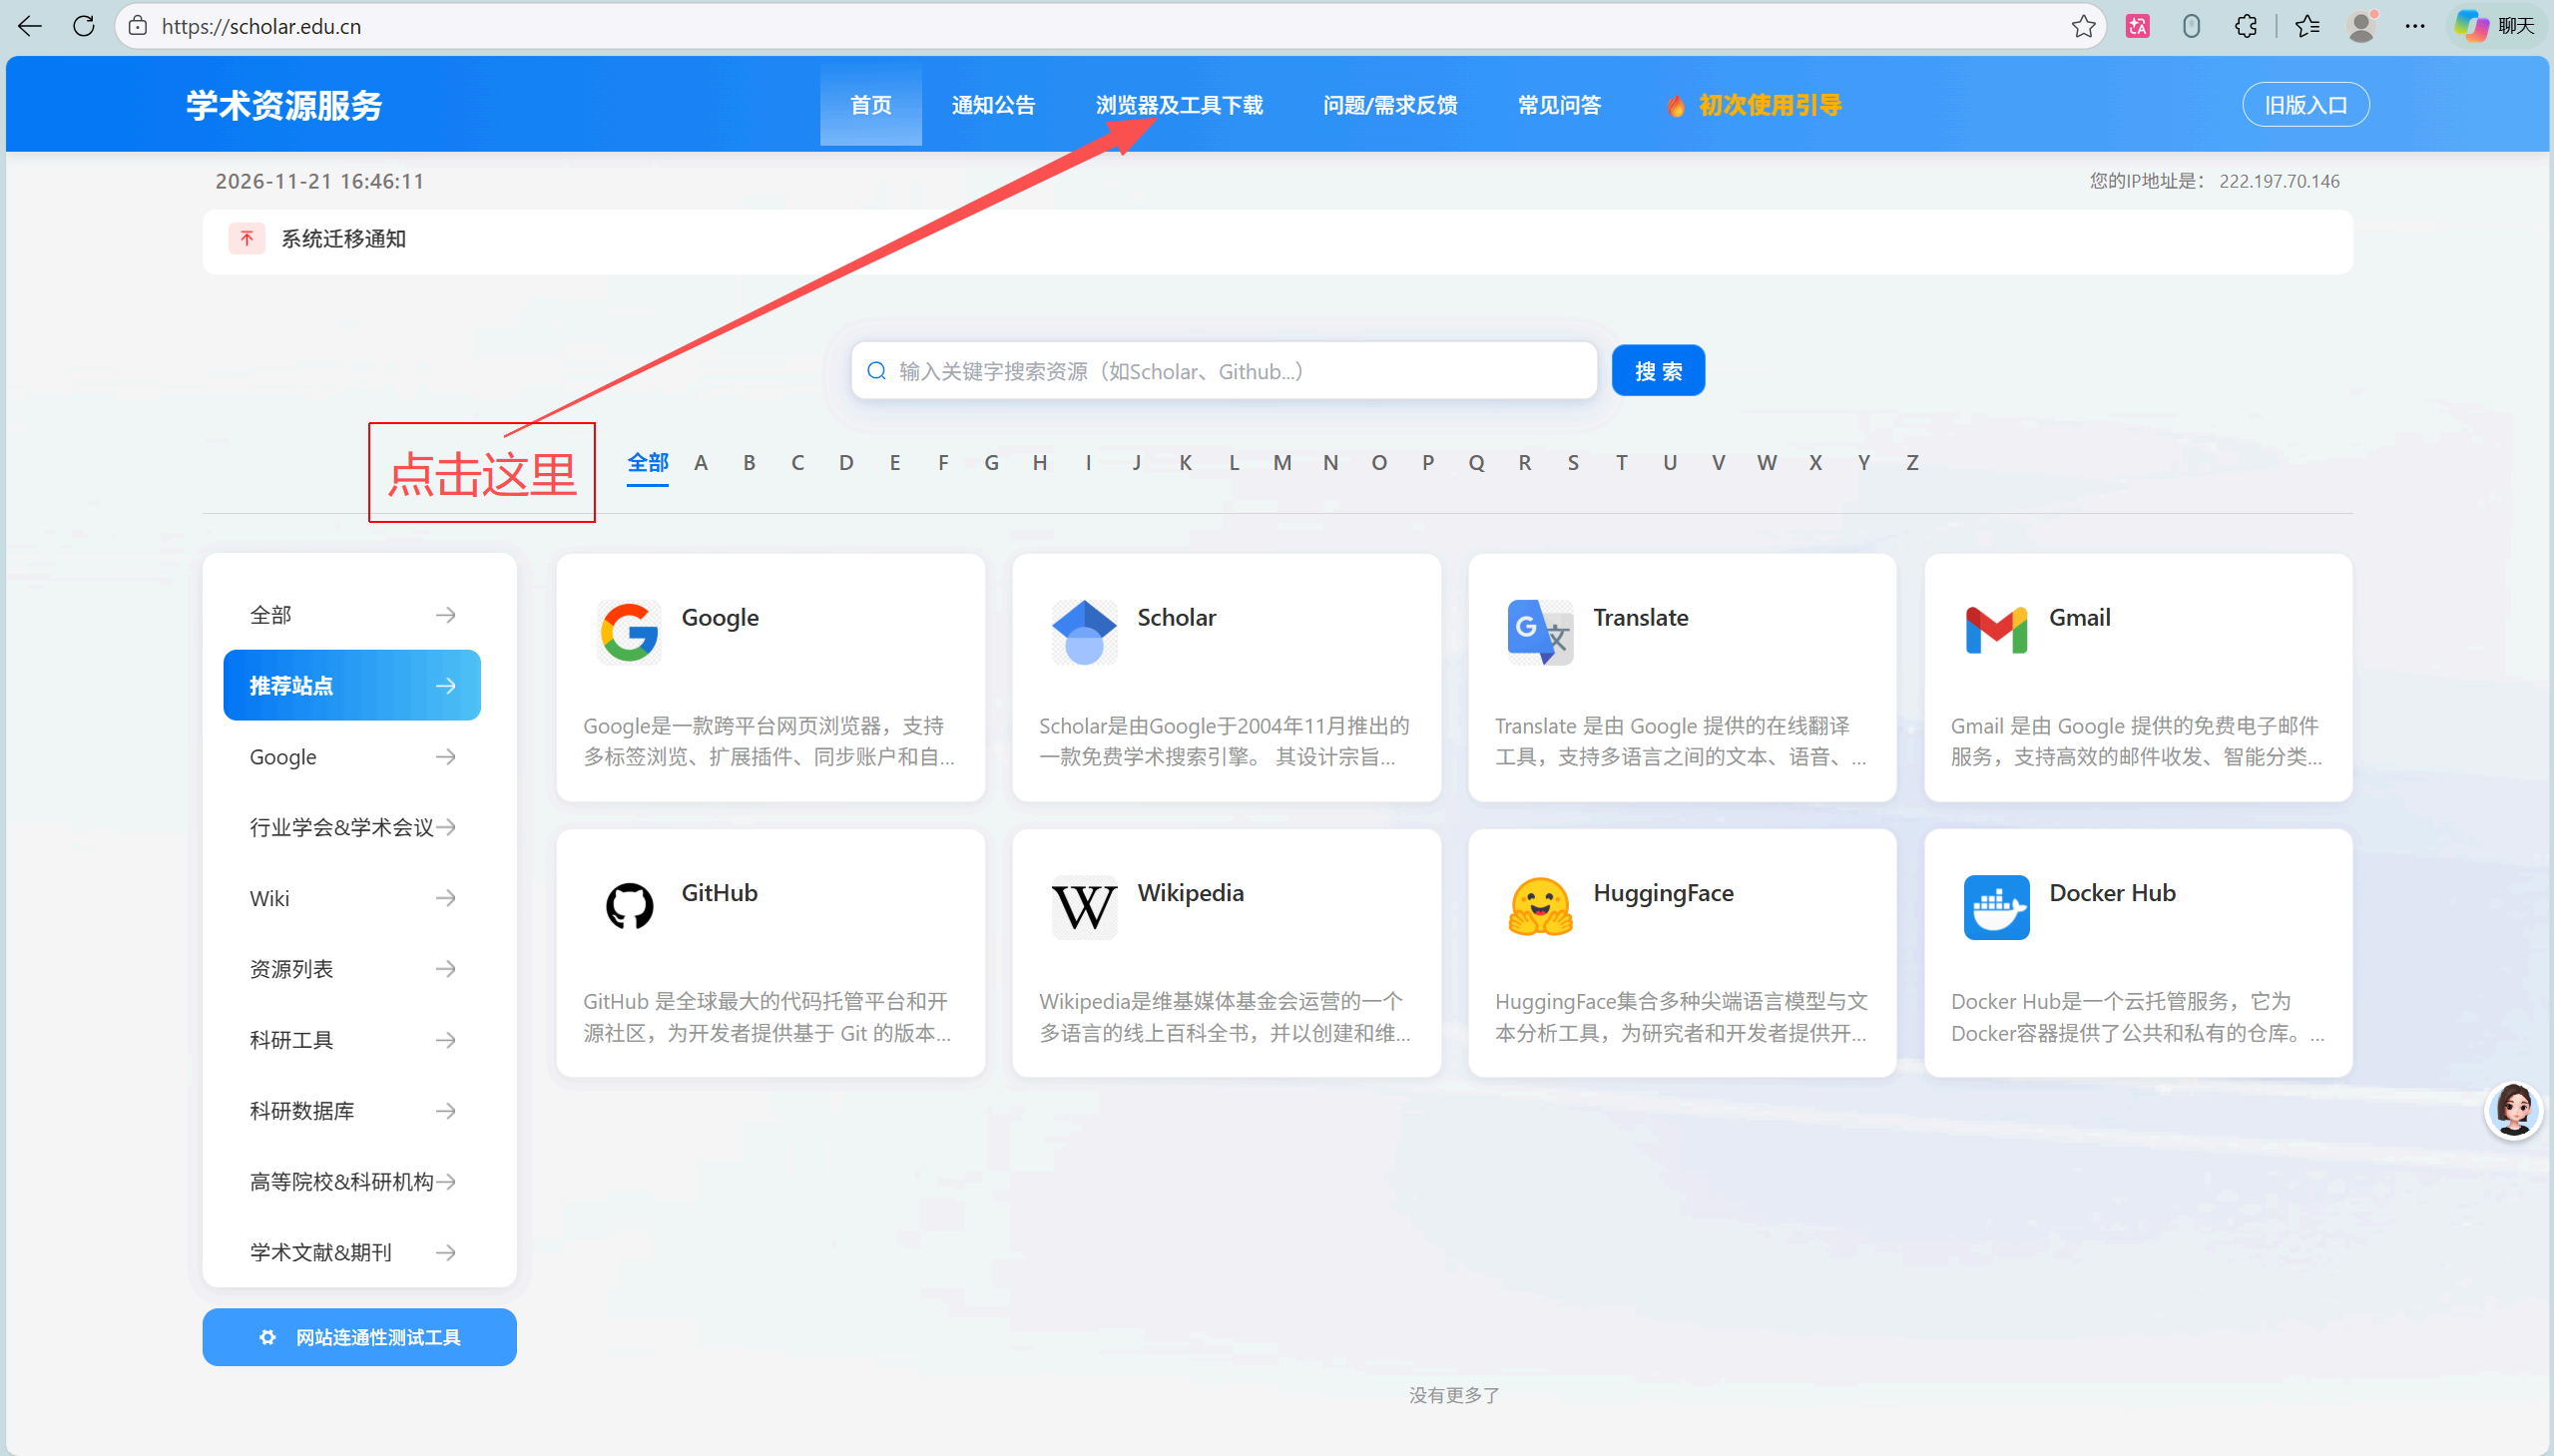 https://scholar.edu.cn
聊天
学术资源服务
首页
通知公告
浏览器及工具下载
问题/需求反馈
常见问答
初次使用引导
旧版入口
2026-11-21 16:46:11
您的IP地址是： 222.197.70.146
系统迁移通知
输入关键字搜索资源（如Scholar、Github...）
搜 索
点击这里
全部 A B C D E F G H I J K L M N O P Q R S T U V W X Y Z
全部
推荐站点
Google
行业学会&学术会议
Wiki
资源列表
科研工具
科研数据库
高等院校&科研机构
学术文献&期刊
网站连通性测试工具
Google
Google是一款跨平台网页浏览器，支持
多标签浏览、扩展插件、同步账户和自...
Scholar
Scholar是由Google于2004年11月推出的
一款免费学术搜索引擎。 其设计宗旨...
Translate
Translate 是由 Google 提供的在线翻译
工具，支持多语言之间的文本、语音、...
Gmail
Gmail 是由 Google 提供的免费电子邮件
服务，支持高效的邮件收发、智能分类...
GitHub
GitHub 是全球最大的代码托管平台和开
源社区，为开发者提供基于 Git 的版本...
Wikipedia
Wikipedia是维基媒体基金会运营的一个
多语言的线上百科全书，并以创建和维...
HuggingFace
HuggingFace集合多种尖端语言模型与文
本分析工具，为研究者和开发者提供开...
Docker Hub
Docker Hub是一个云托管服务，它为
Docker容器提供了公共和私有的仓库。...
没有更多了